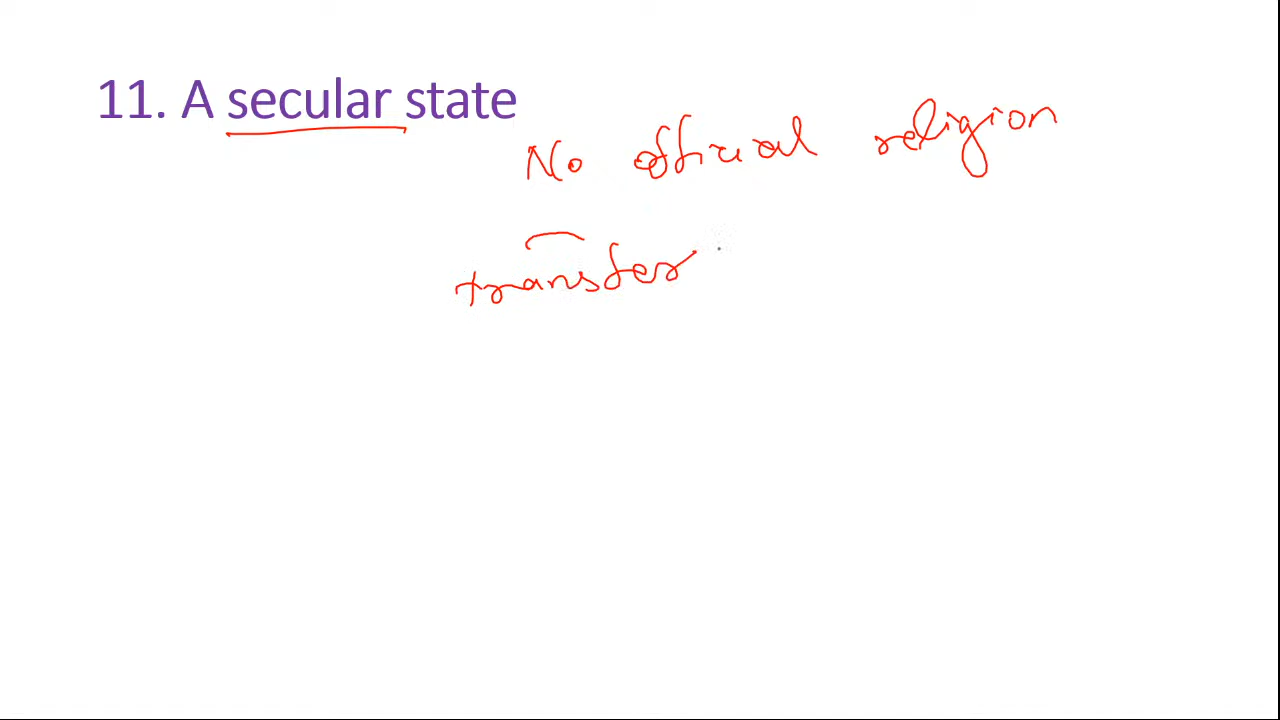 11. A secular state
No official religion
transfer